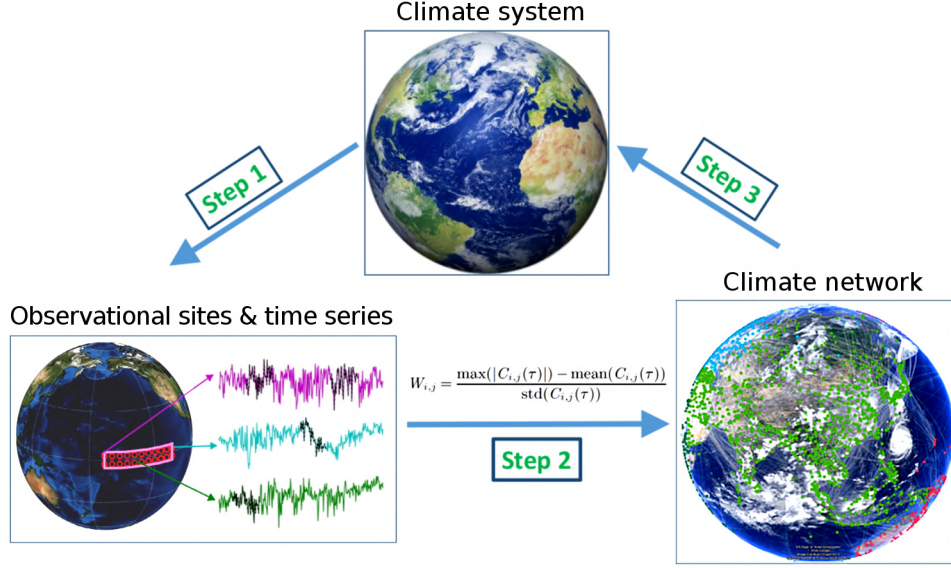 Climate system
Step 1
Step 3
Climate network
Observational sites & time series
W_{i,j} = \frac{max(|C_{i,j}(τ)|) − mean(C_{i,j}(τ))}{std(C_{i,j}(τ))}
Step 2